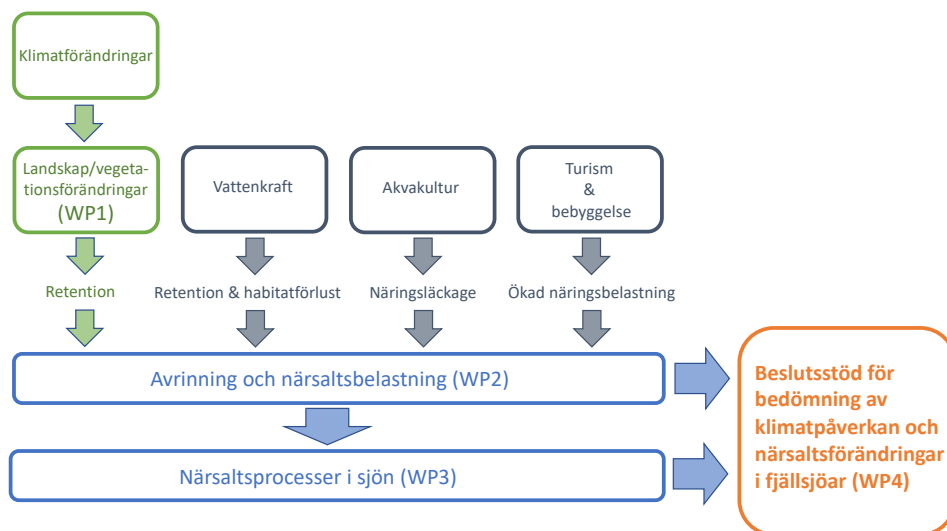 Klimatförändringar
Landskap/vegeta-
tionsförändringar
(WP1)
Vattenkraft
Akvakultur
Turism
&
bebyggelse
Retention
Retention & habitatförlust
Näringsläckage
Ökad näringsbelastning
Avrinning och närsaltsbelastning (WP2)
Närsaltsprocesser i sjön (WP3)
Beslutsstöd för
bedömning av
klimatpåverkan och
närsaltsförändringar
i fjällsjöar (WP4)